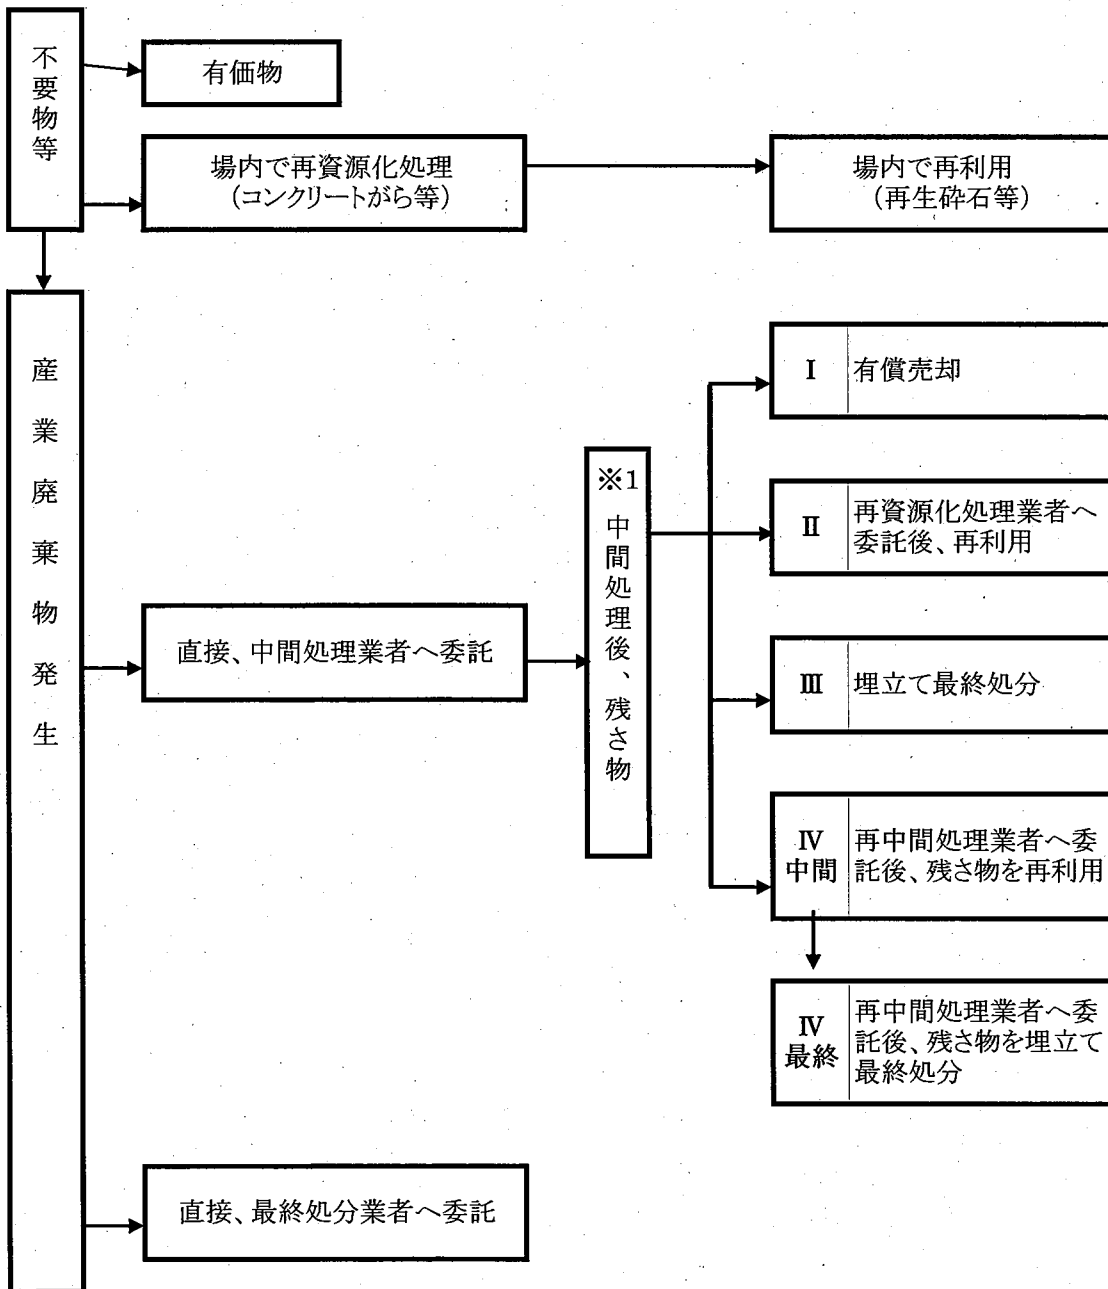 不要物等
有価物
場内で再資源化処理
（コンクリートがら等）
場内で再利用
（再生砕石等）
産業廃棄物発生
直接、中間処理業者へ委託
※1
中間処理後、残さ物
Ⅰ
有償売却
Ⅱ
再資源化処理業者へ
委託後、再利用
Ⅲ
埋立て最終処分
Ⅳ
中間
再中間処理業者へ委
託後、残さ物を再利用
Ⅳ
最終
再中間処理業者へ委
託後、残さ物を埋立て
最終処分
直接、最終処分業者へ委託